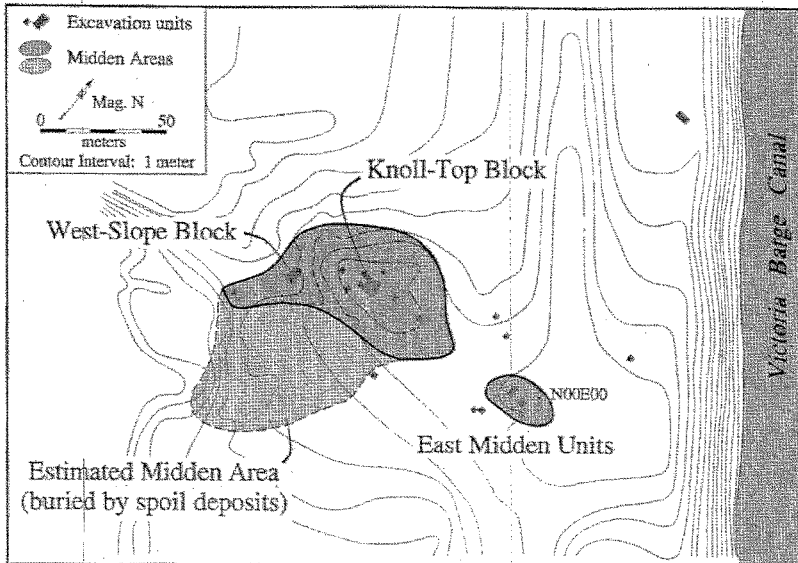 Excavation units
Midden Areas
Mag. N
0 50
meters
Contour Interval: 1 meter
Knoll-Top Block
West-Slope Block
Victoria Barge Canal
N00E00
East Midden Units
Estimated Midden Area
(buried by spoil deposits)